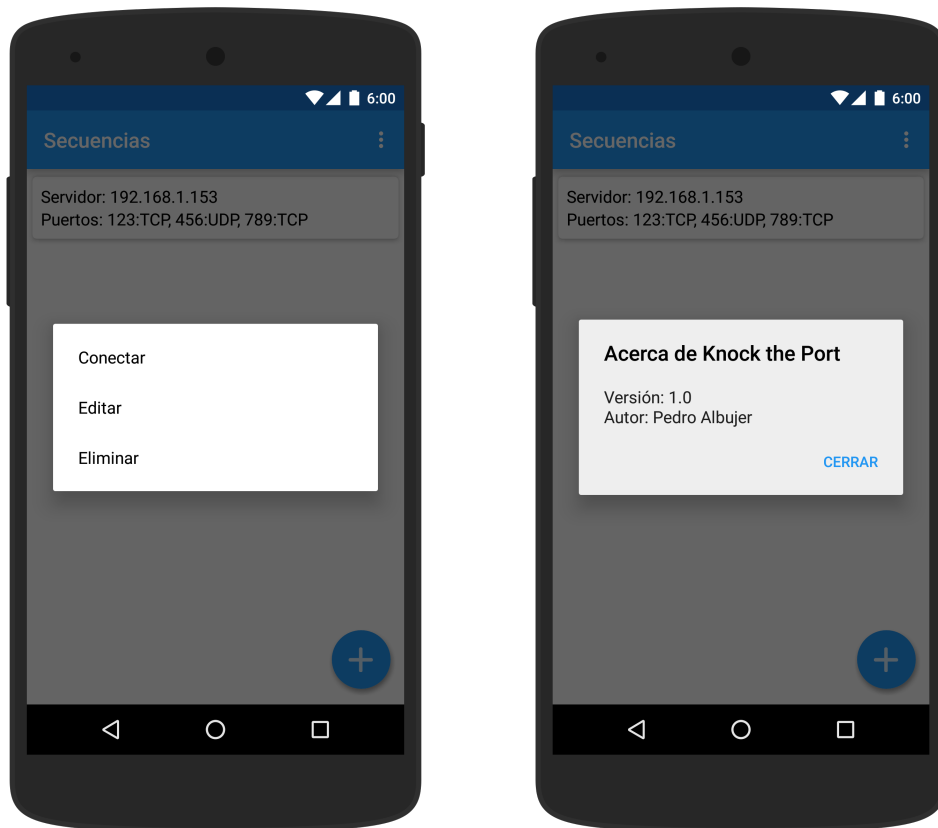 6:00
Secuencias
Servidor: 192.168.1.153
Puertos: 123:TCP, 456:UDP, 789:TCP
Conectar
Editar
Eliminar
6:00
Secuencias
Servidor: 192.168.1.153
Puertos: 123:TCP, 456:UDP, 789:TCP
Acerca de Knock the Port
Versión: 1.0
Autor: Pedro Albujer
CERRAR